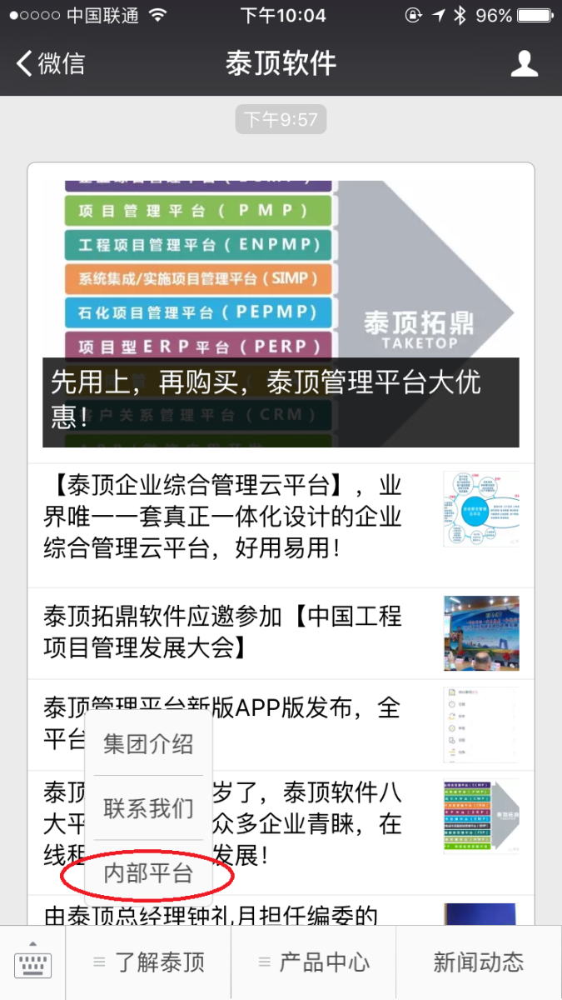 中国联通
下午10:04
96%
微信
泰顶软件
下午9:57
项目管理平台（PMP）
工程项目管理平台（ENPMP）
系统集成/实施项目管理平台（SIMP）
石化项目管理平台（PEPMP）
项目型ERP平台（PERP）
客户关系管理平台（CRM）
泰顶拓鼎
TAKETOP
先用上，再购买，泰顶管理平台大优
惠！
【泰顶企业综合管理云平台】，业
界唯一一套真正一体化设计的企业
综合管理云平台，好用易用！
泰顶拓鼎软件应邀参加【中国工程
项目管理发展大会】
泰顶管理平台新版APP版发布，全
平台
泰顶 岁了，泰顶软件八
大平 众多企业青睐，在
线租 发展！
由泰顶总经理钟礼月担任编委的
集团介绍
联系我们
内部平台
了解泰顶
产品中心
新闻动态